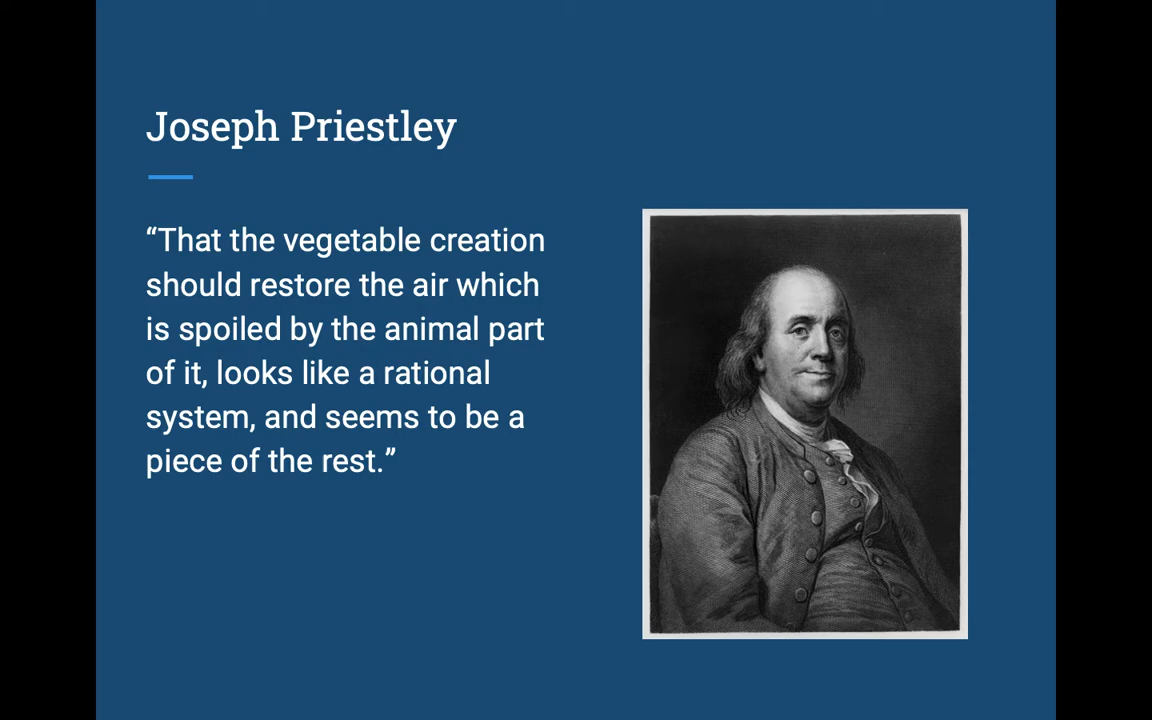 Joseph Priestley
“That the vegetable creation
should restore the air which
is spoiled by the animal part
of it, looks like a rational
system, and seems to be a
piece of the rest.”